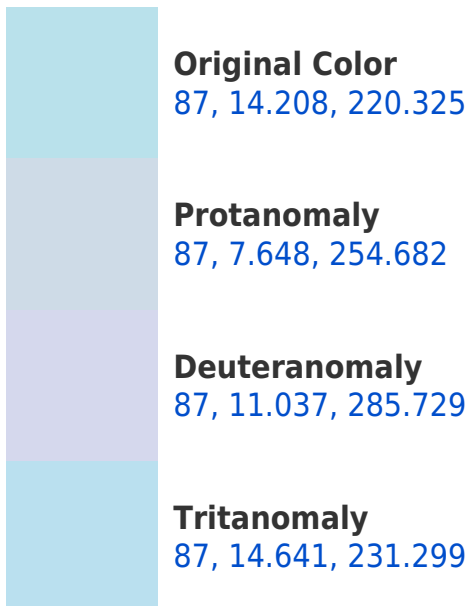 Original Color
87, 14.208, 220.325
Protanomaly
87, 7.648, 254.682
Deuteranomaly
87, 11.037, 285.729
Tritanomaly
87, 14.641, 231.299